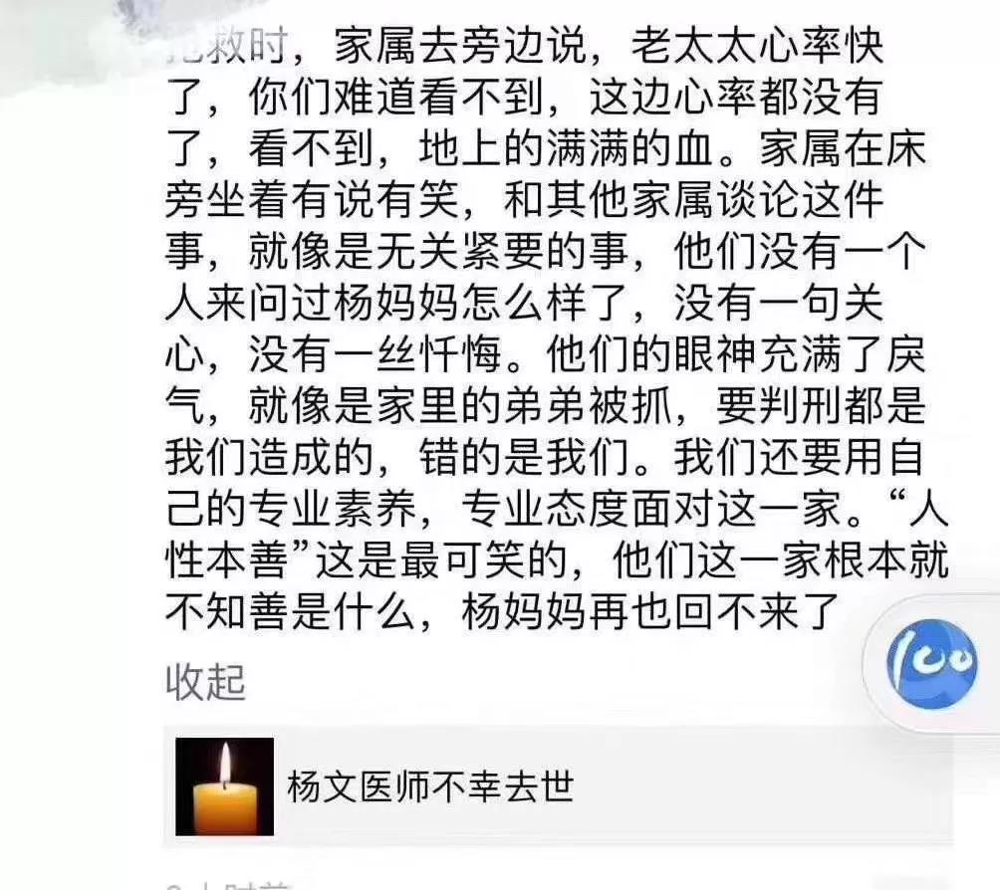 抢救时，家属去旁边说，老太太心率快
了，你们难道看不到，这边心率都没有
了，看不到，地上的满满的血。家属在床
旁坐着有说有笑，和其他家属谈论这件
事，就像是无关紧要的事，他们没有一个
人来问过杨妈妈怎么样了，没有一句关
心，没有一丝忏悔。他们的眼神充满了戾
气，就像是家里的弟弟被抓，要判刑都是
我们造成的，错的是我们。我们还要用自
己的专业素养，专业态度面对这一家。“人
性本善”这是最可笑的，他们这一家根本就
不知善是什么，杨妈妈再也回不来了
收起
100
杨文医师不幸去世